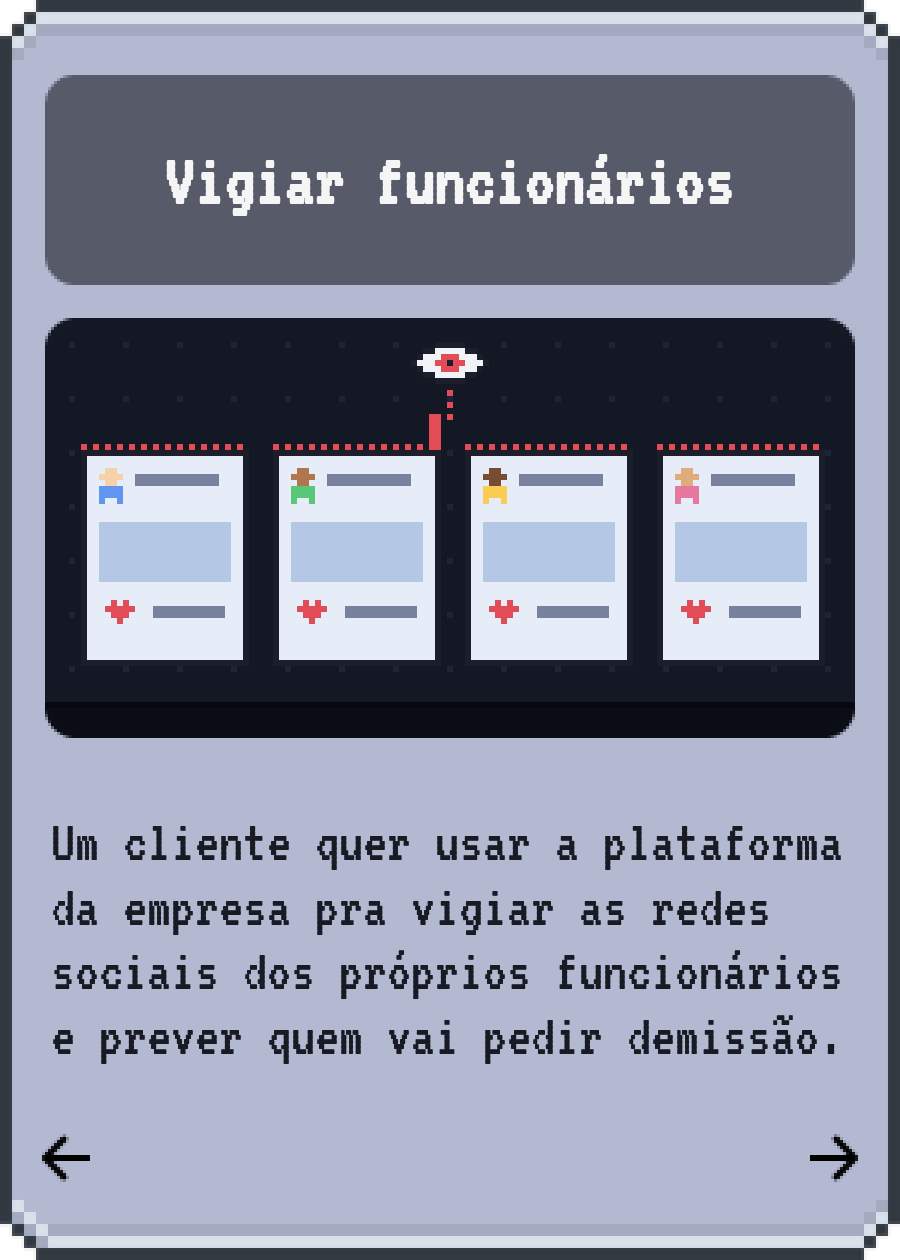 Vigiar funcionários
Um cliente quer usar a plataforma
da empresa pra vigiar as redes
sociais dos próprios funcionários
e prever quem vai pedir demissão.